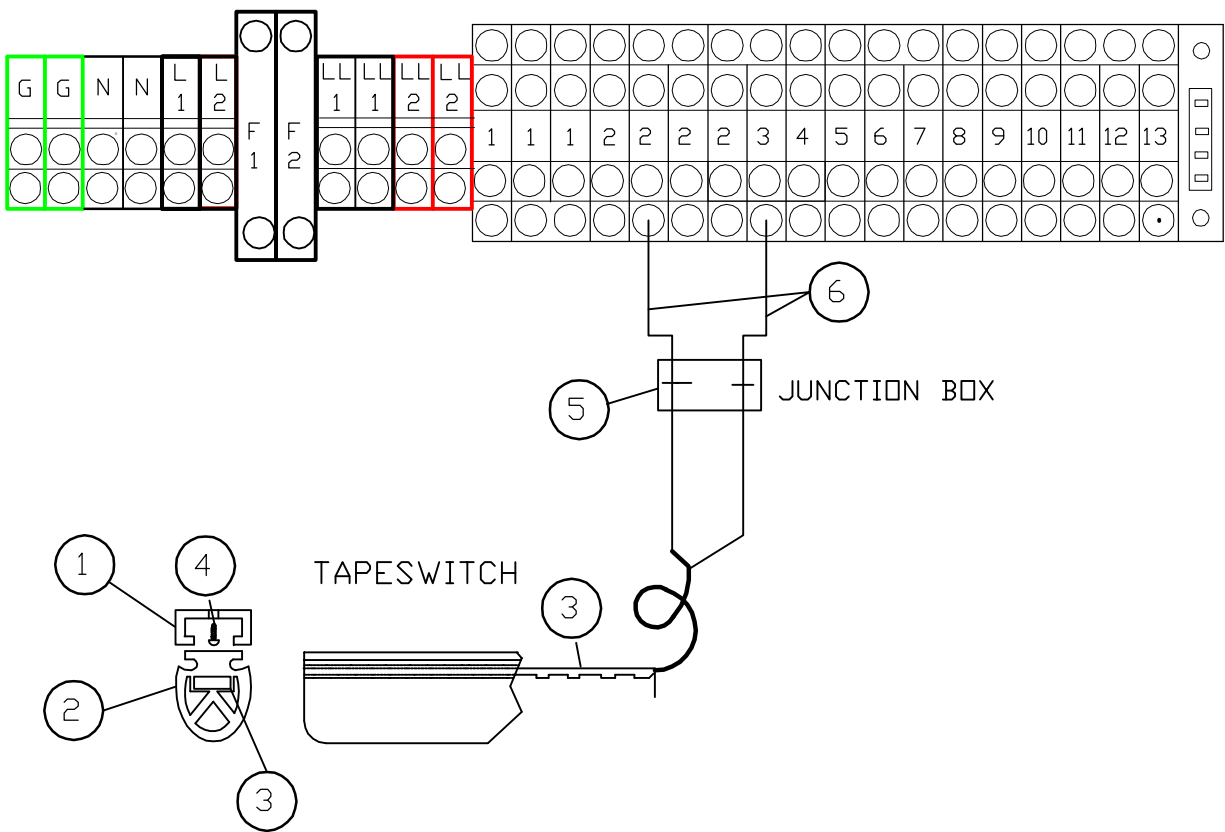 G G N N L 1 L 2 F 1 F 2 LL 1 LL 1 LL 2 LL 2 1 1 1 2 2 2 2 3 4 5 6 7 8 9 10 11 12 13
6
5 JUNCTION BOX
1 4 TAPESWITCH
3
2
3